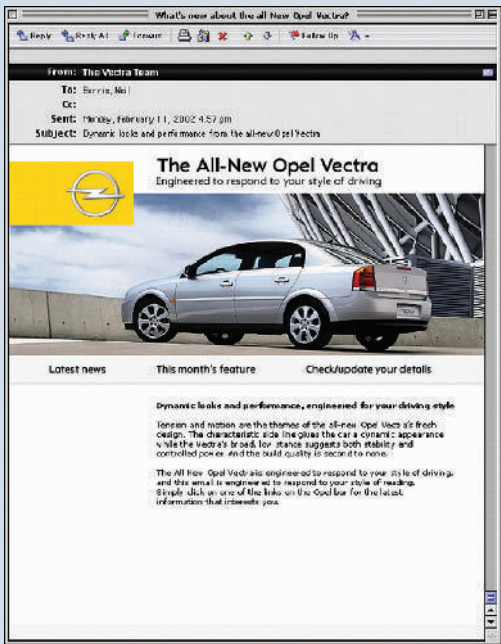 What's new about the all New Opel Vectra?
Reply Reply All Forward Follow Up
From: The Vectra Team
To: Neil
Cc:
Sent: Monday, February 11, 2002 4:57 pm
Subject: Dynamic looks and performance from the all-new Opel Vectra
The All-New Opel Vectra
Engineered to respond to your style of driving
Latest news This month's feature Check/update your details
Dynamic looks and performance, engineered for your driving style
Tension and motion are the themes of the all-new Opel Vectra's fresh
design. The characteristic side line gives the car a dynamic appearance
while the Vectra's broad, low stance suggests both stability and
controlled power. And the build quality is second to none.
The All New Opel Vectra is engineered to respond to your style of driving,
and this email is engineered to respond to your style of reading.
Simply click on one of the links on the Opel bar for the latest
information that interests you.